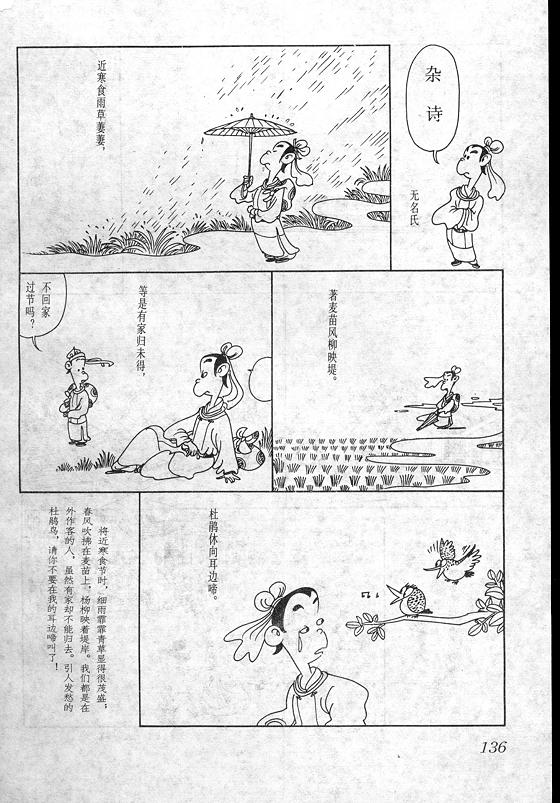 杂诗
无名氏
近寒食雨草萋萋，
著麦苗风柳映堤。
等是有家归未得，
不回家
过节吗？
杜鹃休向耳边啼。
将近寒食节时，细雨霏霏青草显得很茂盛；
春风吹拂在麦苗上，杨柳映着堤岸。我们都是在
外作客的人，虽然有家却不能归去。引人发愁的
杜鹃鸟，请你不要在我的耳边啼叫了！
136